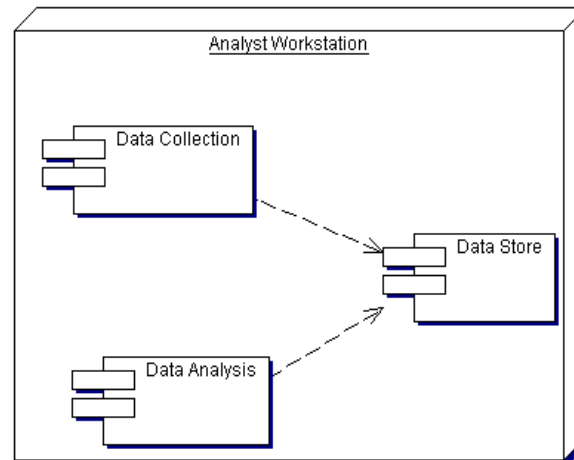 Analyst Workstation
Data Collection
Data Store
Data Analysis